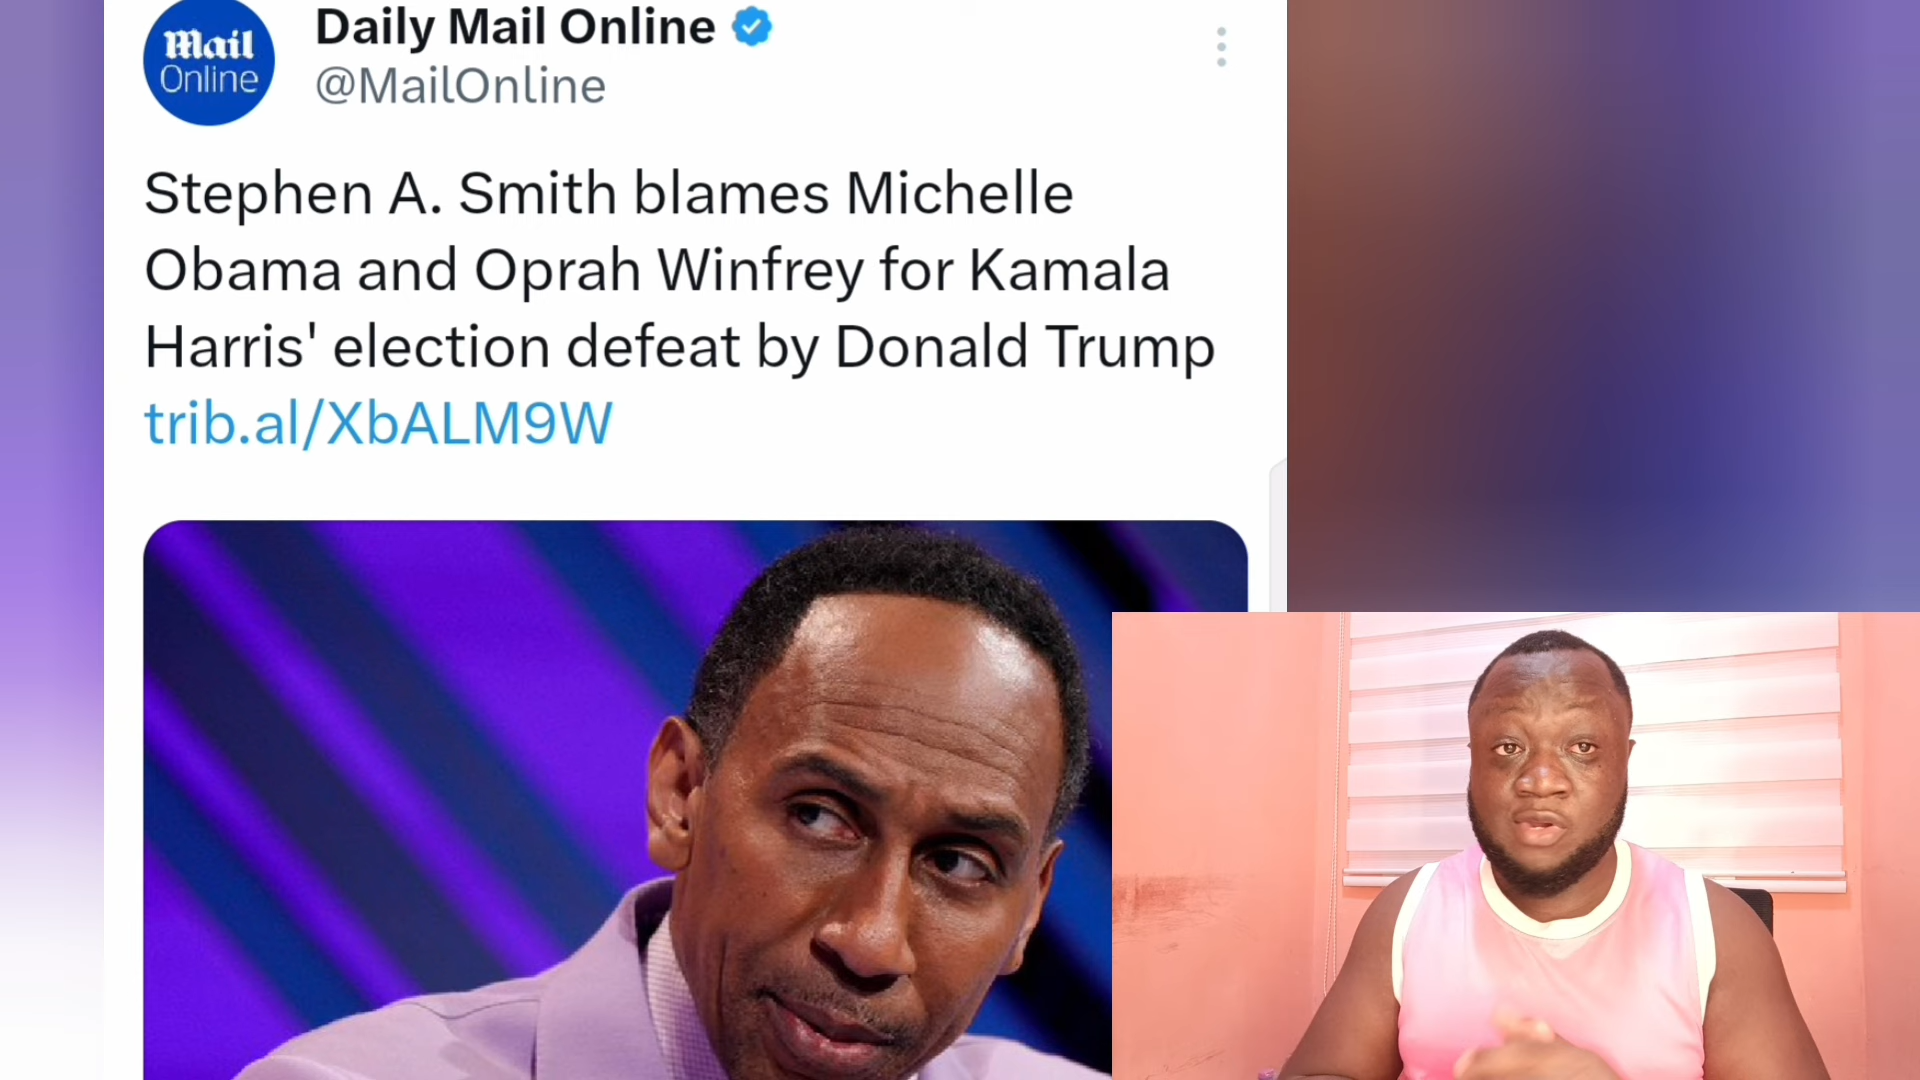 Mail
Online
Daily Mail Online
@MailOnline
Stephen A. Smith blames Michelle
Obama and Oprah Winfrey for Kamala
Harris' election defeat by Donald Trump
trib.al/XbALM9W